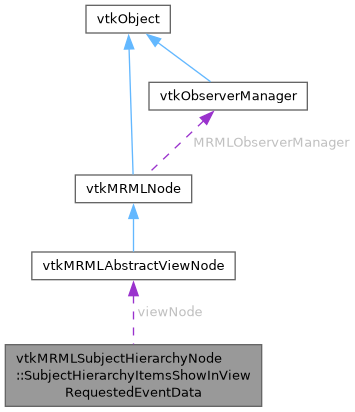 vtkObject
vtkObserverManager
MRMLObserverManager
vtkMRMLNode
vtkMRMLAbstractViewNode
viewNode
vtkMRMLSubjectHierarchyNode
::SubjectHierarchyItemsShowInView
RequestedEventData